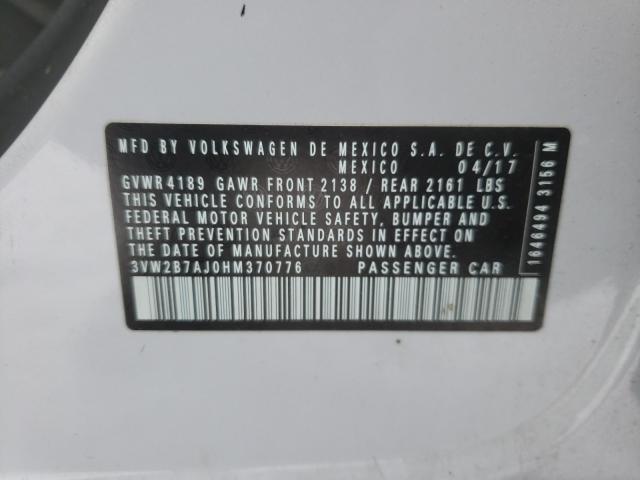 MFD BY VOLKSWAGEN DE MEXICO S.A. DE C.V.
MEXICO 04/17
GVWR 4189 GAWR FRONT 2138 / REAR 2161 LBS
THIS VEHICLE CONFORMS TO ALL APPLICABLE U.S.
FEDERAL MOTOR VEHICLE SAFETY, BUMPER AND
THEFT PREVENTION STANDARDS IN EFFECT ON
THE DATE OF MANUFACTURE SHOWN ABOVE.
3VW2B7AJ0HM370776 PASSENGER CAR
1646494 3156 M